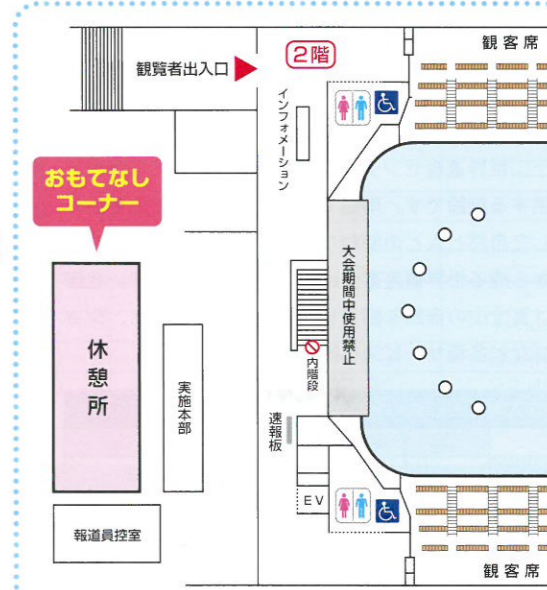 観客席
2階
観覧者出入口
インフォメーション
おもてなし
コーナー
大会期間中使用禁止
休憩所
実施本部
内階段
速報板
EV
報道員控室
観客席